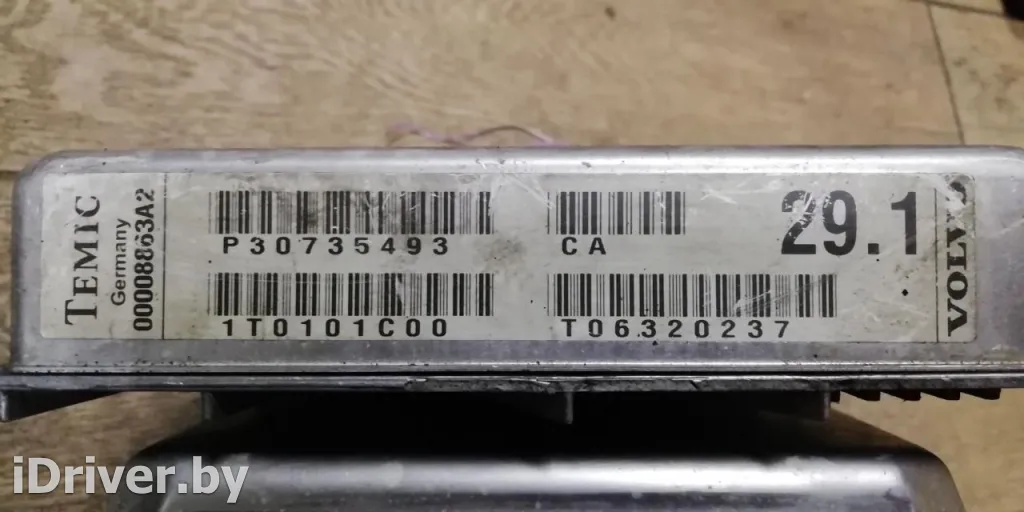 TEMIC
Germany
00008863A2
P30735493
CA
29.1
VOLVO
1T0101C00
T06320237
iDriver.by